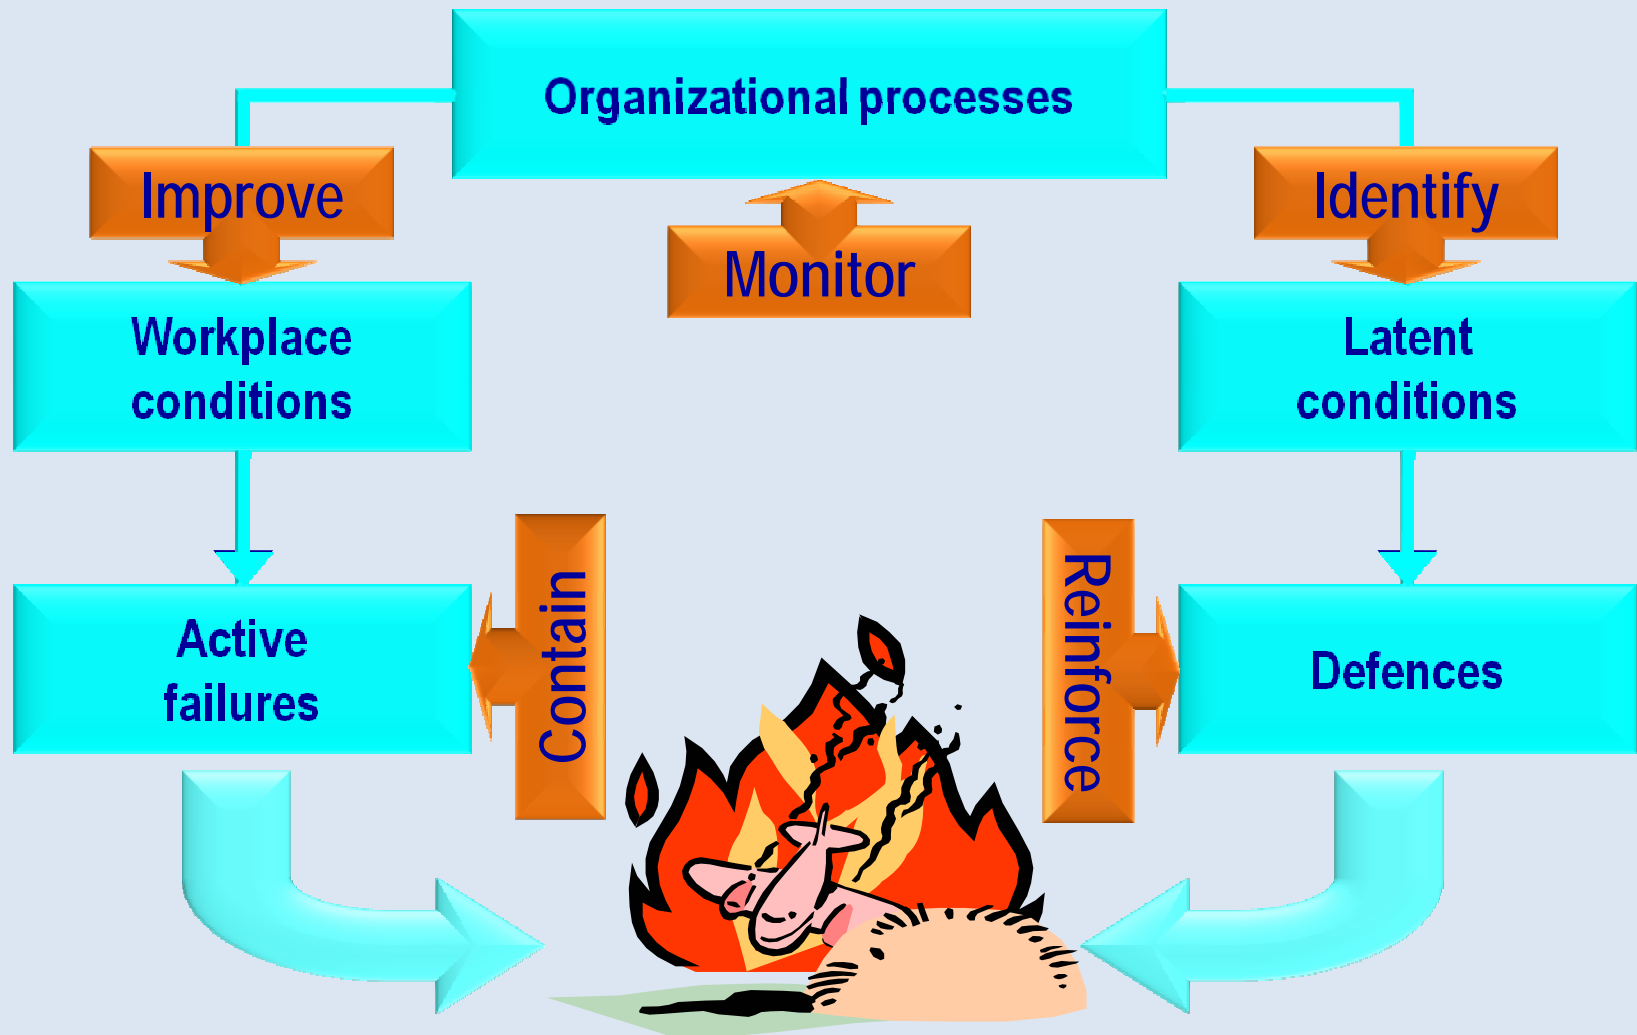 Organizational processes
Improve
Identify
Monitor
Workplace
conditions
Latent
conditions
Contain
Reinforce
Active
failures
Defences